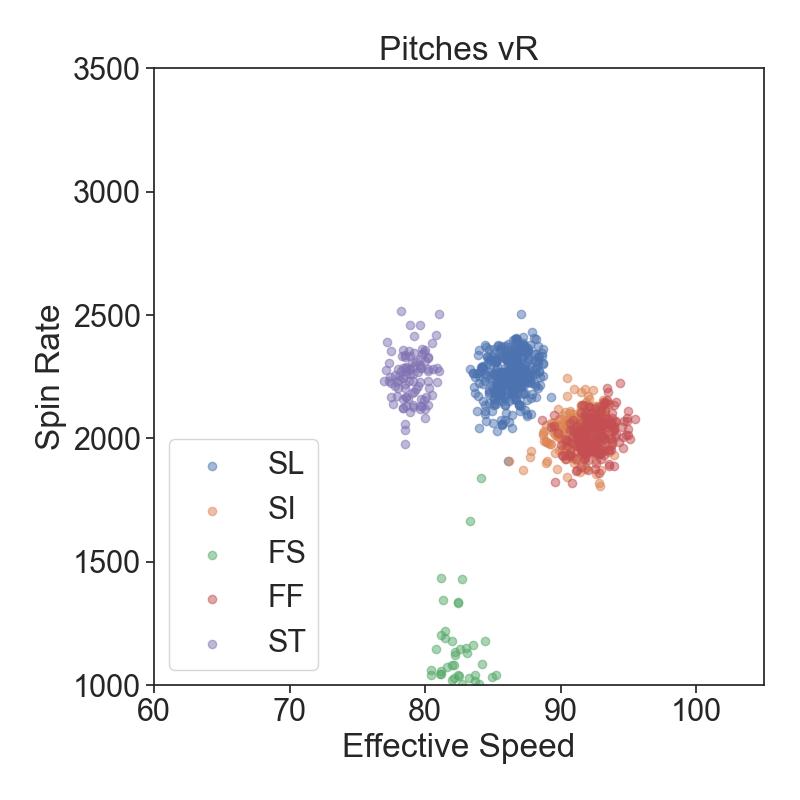 Pitches vR
3500
3000
2500
2000
1500
1000
Spin Rate
SL
SI
FS
FF
ST
60 70 80 90 100
Effective Speed